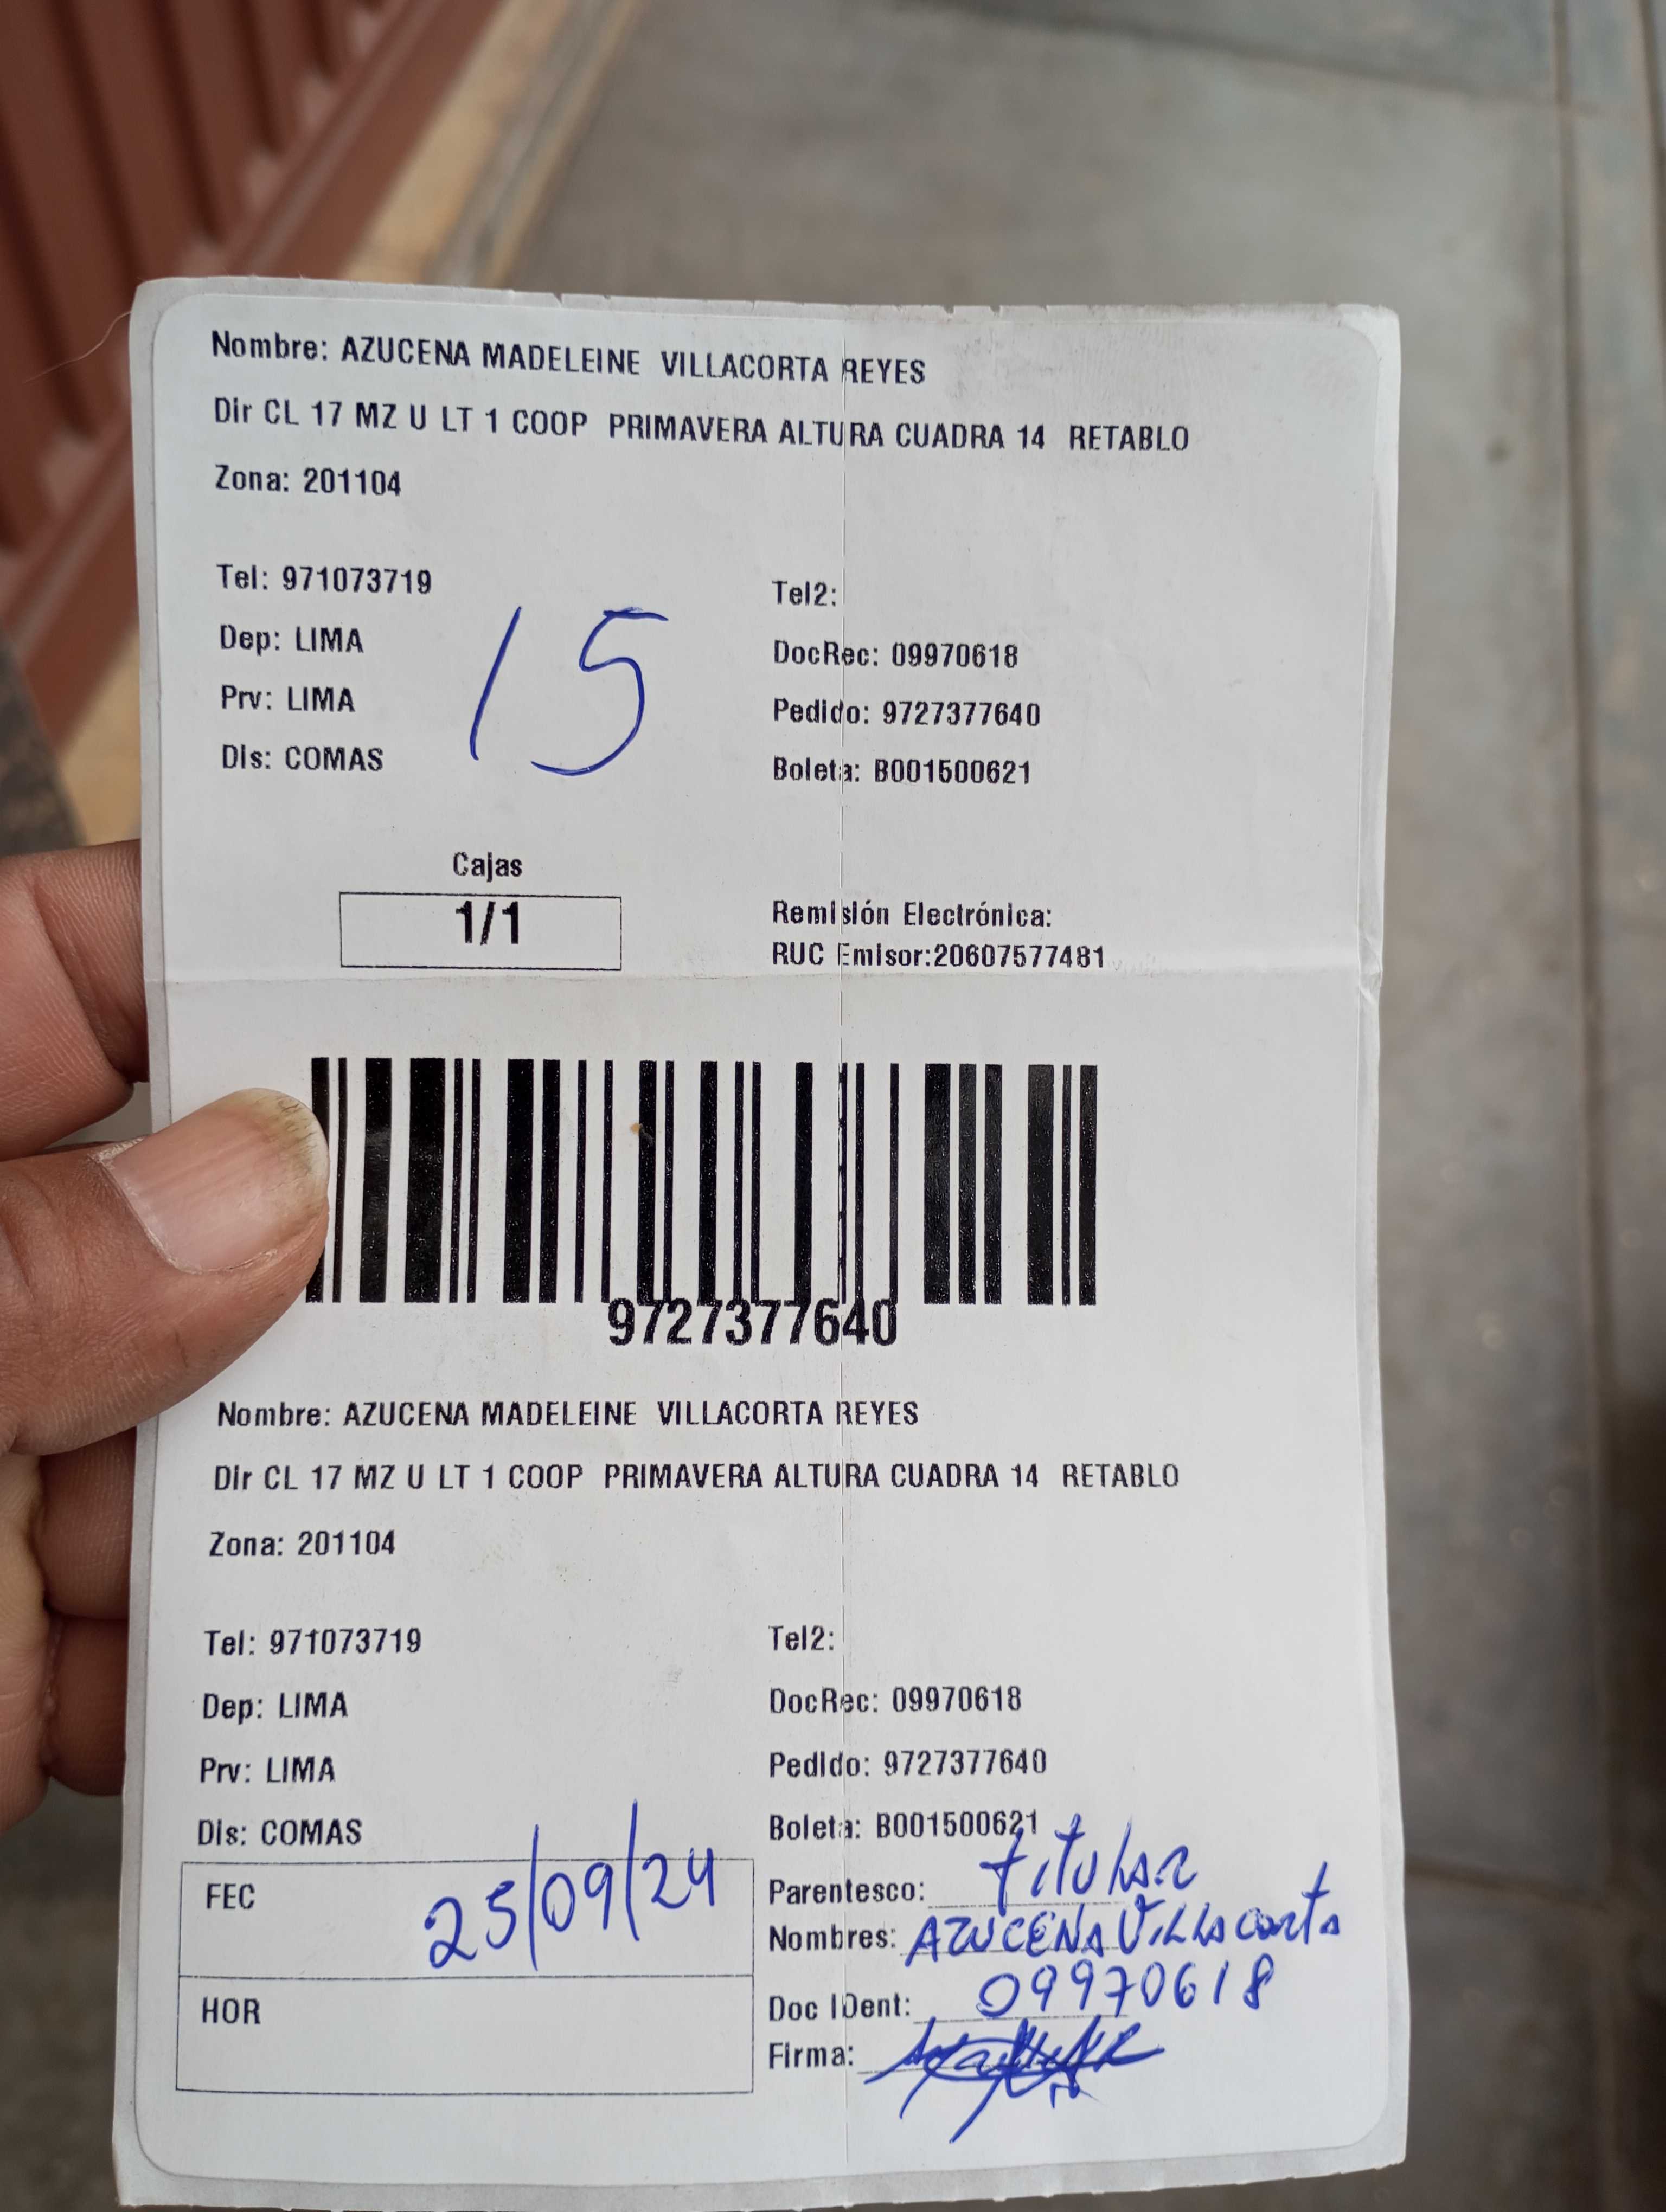 Nombre: AZUCENA MADELEINE VILLACORTA REYES
Dir CL 17 MZ U LT 1 COOP PRIMAVERA ALTURA CUADRA 14 RETABLO
Zona: 201104
Tel: 971073719
Tel2:
Dep: LIMA
DocRec: 09970618
Prv: LIMA
Pedido: 9727377640
Dis: COMAS
Boleta: B001500621
15
Cajas
1/1
Remisión Electrónica:
RUC Emisor:20607577481
9727377640
Nombre: AZUCENA MADELEINE VILLACORTA REYES
Dir CL 17 MZ U LT 1 COOP PRIMAVERA ALTURA CUADRA 14 RETABLO
Zona: 201104
Tel: 971073719
Tel2:
Dep: LIMA
DocRec: 09970618
Prv: LIMA
Pedido: 9727377640
Dis: COMAS
Boleta: B001500621
FEC 25/09/24
Parentesco: titular
Nombres: AZUCENA Villacorta
HOR
Doc IDent: 09970618
Firma: